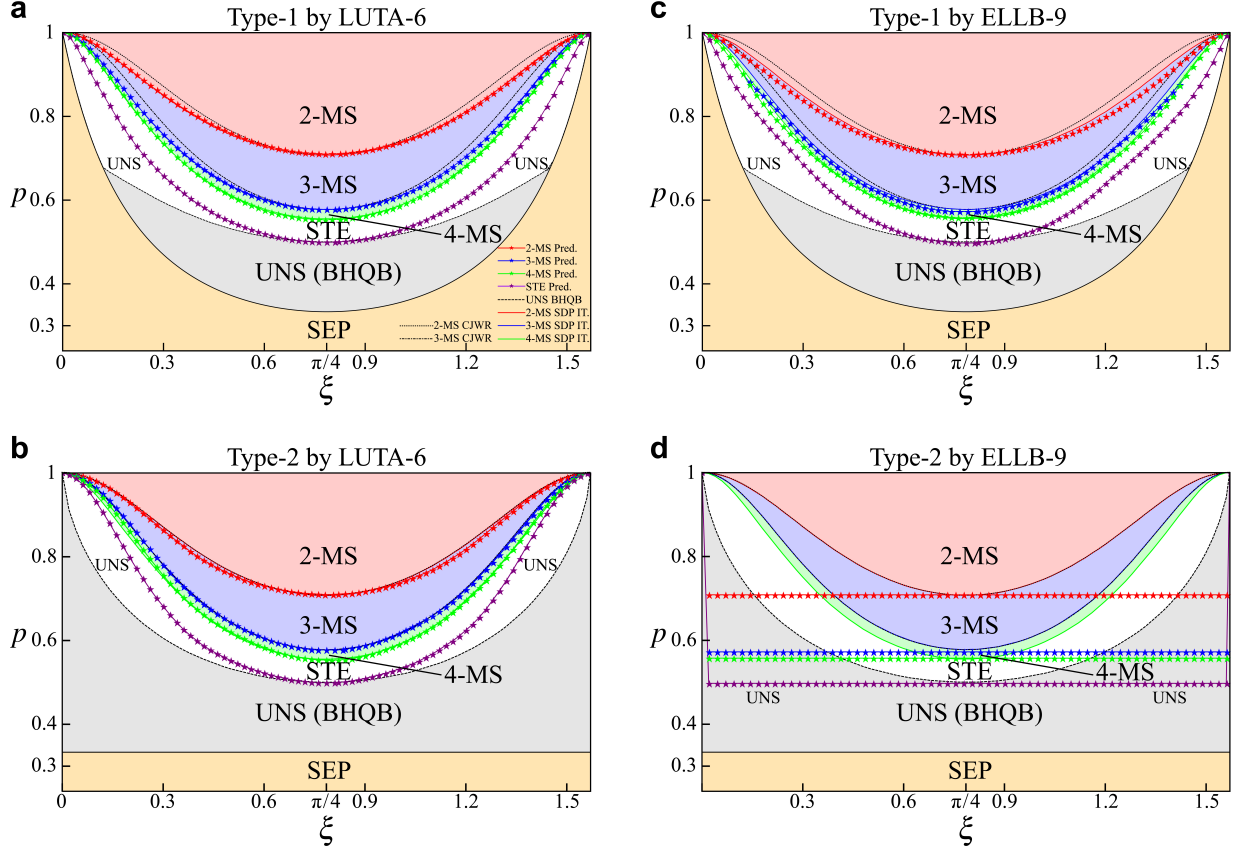 a
Type-1 by LUTA-6
1
0.8
0.6
0.4
0.3
p
2-MS
3-MS
UNS
UNS
STE
4-MS
UNS (BHQB)
SEP
2-MS Pred.
3-MS Pred.
4-MS Pred.
STE Pred.
UNS BHQB
2-MS SDP IT.
3-MS SDP IT.
4-MS SDP IT.
2-MS CJWR
3-MS CJWR
0 0.3 0.6 π/4 0.9 1.2 1.5
ξ
c
Type-1 by ELLB-9
1
0.8
0.6
0.4
0.3
p
2-MS
3-MS
UNS
UNS
STE
4-MS
UNS (BHQB)
SEP
0 0.3 0.6 π/4 0.9 1.2 1.5
ξ
b
Type-2 by LUTA-6
1
0.8
0.6
0.4
0.3
p
2-MS
UNS
UNS
3-MS
STE
4-MS
UNS (BHQB)
SEP
0 0.3 0.6 π/4 0.9 1.2 1.5
ξ
d
Type-2 by ELLB-9
1
0.8
0.6
0.4
0.3
p
2-MS
3-MS
STE
4-MS
UNS
UNS
UNS (BHQB)
SEP
0.3 0.6 π/4 0.9 1.2 1.5
ξ